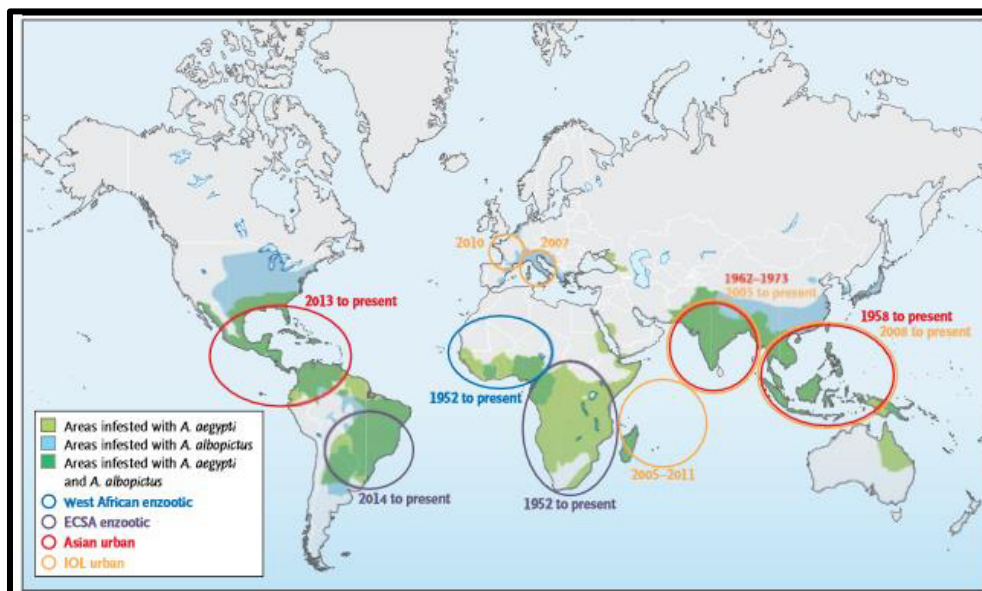 2010
2007
1962–1973
2005 to present
2013 to present
1958 to present
2008 to present
1952 to present
2005–2011
2014 to present
1952 to present
Areas infested with A. aegypti
Areas infested with A. albopictus
Areas infested with A. aegypti
and A. albopictus
West African enzootic
ECSA enzootic
Asian urban
IOL urban